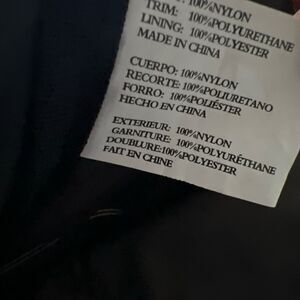 100%NYLON
TRIM: 100%POLYURETHANE
LINING: 100%POLYESTER
MADE IN CHINA
CUERPO: 100%NYLON
RECORTE: 100%POLIURETANO
FORRO: 100%POLIÉSTER
HECHO EN CHINA
EXTERIEUR: 100%NYLON
GARNITURE: 100%POLYURÉTHANE
DOUBLURE:100%POLYESTER
FAIT EN CHINE